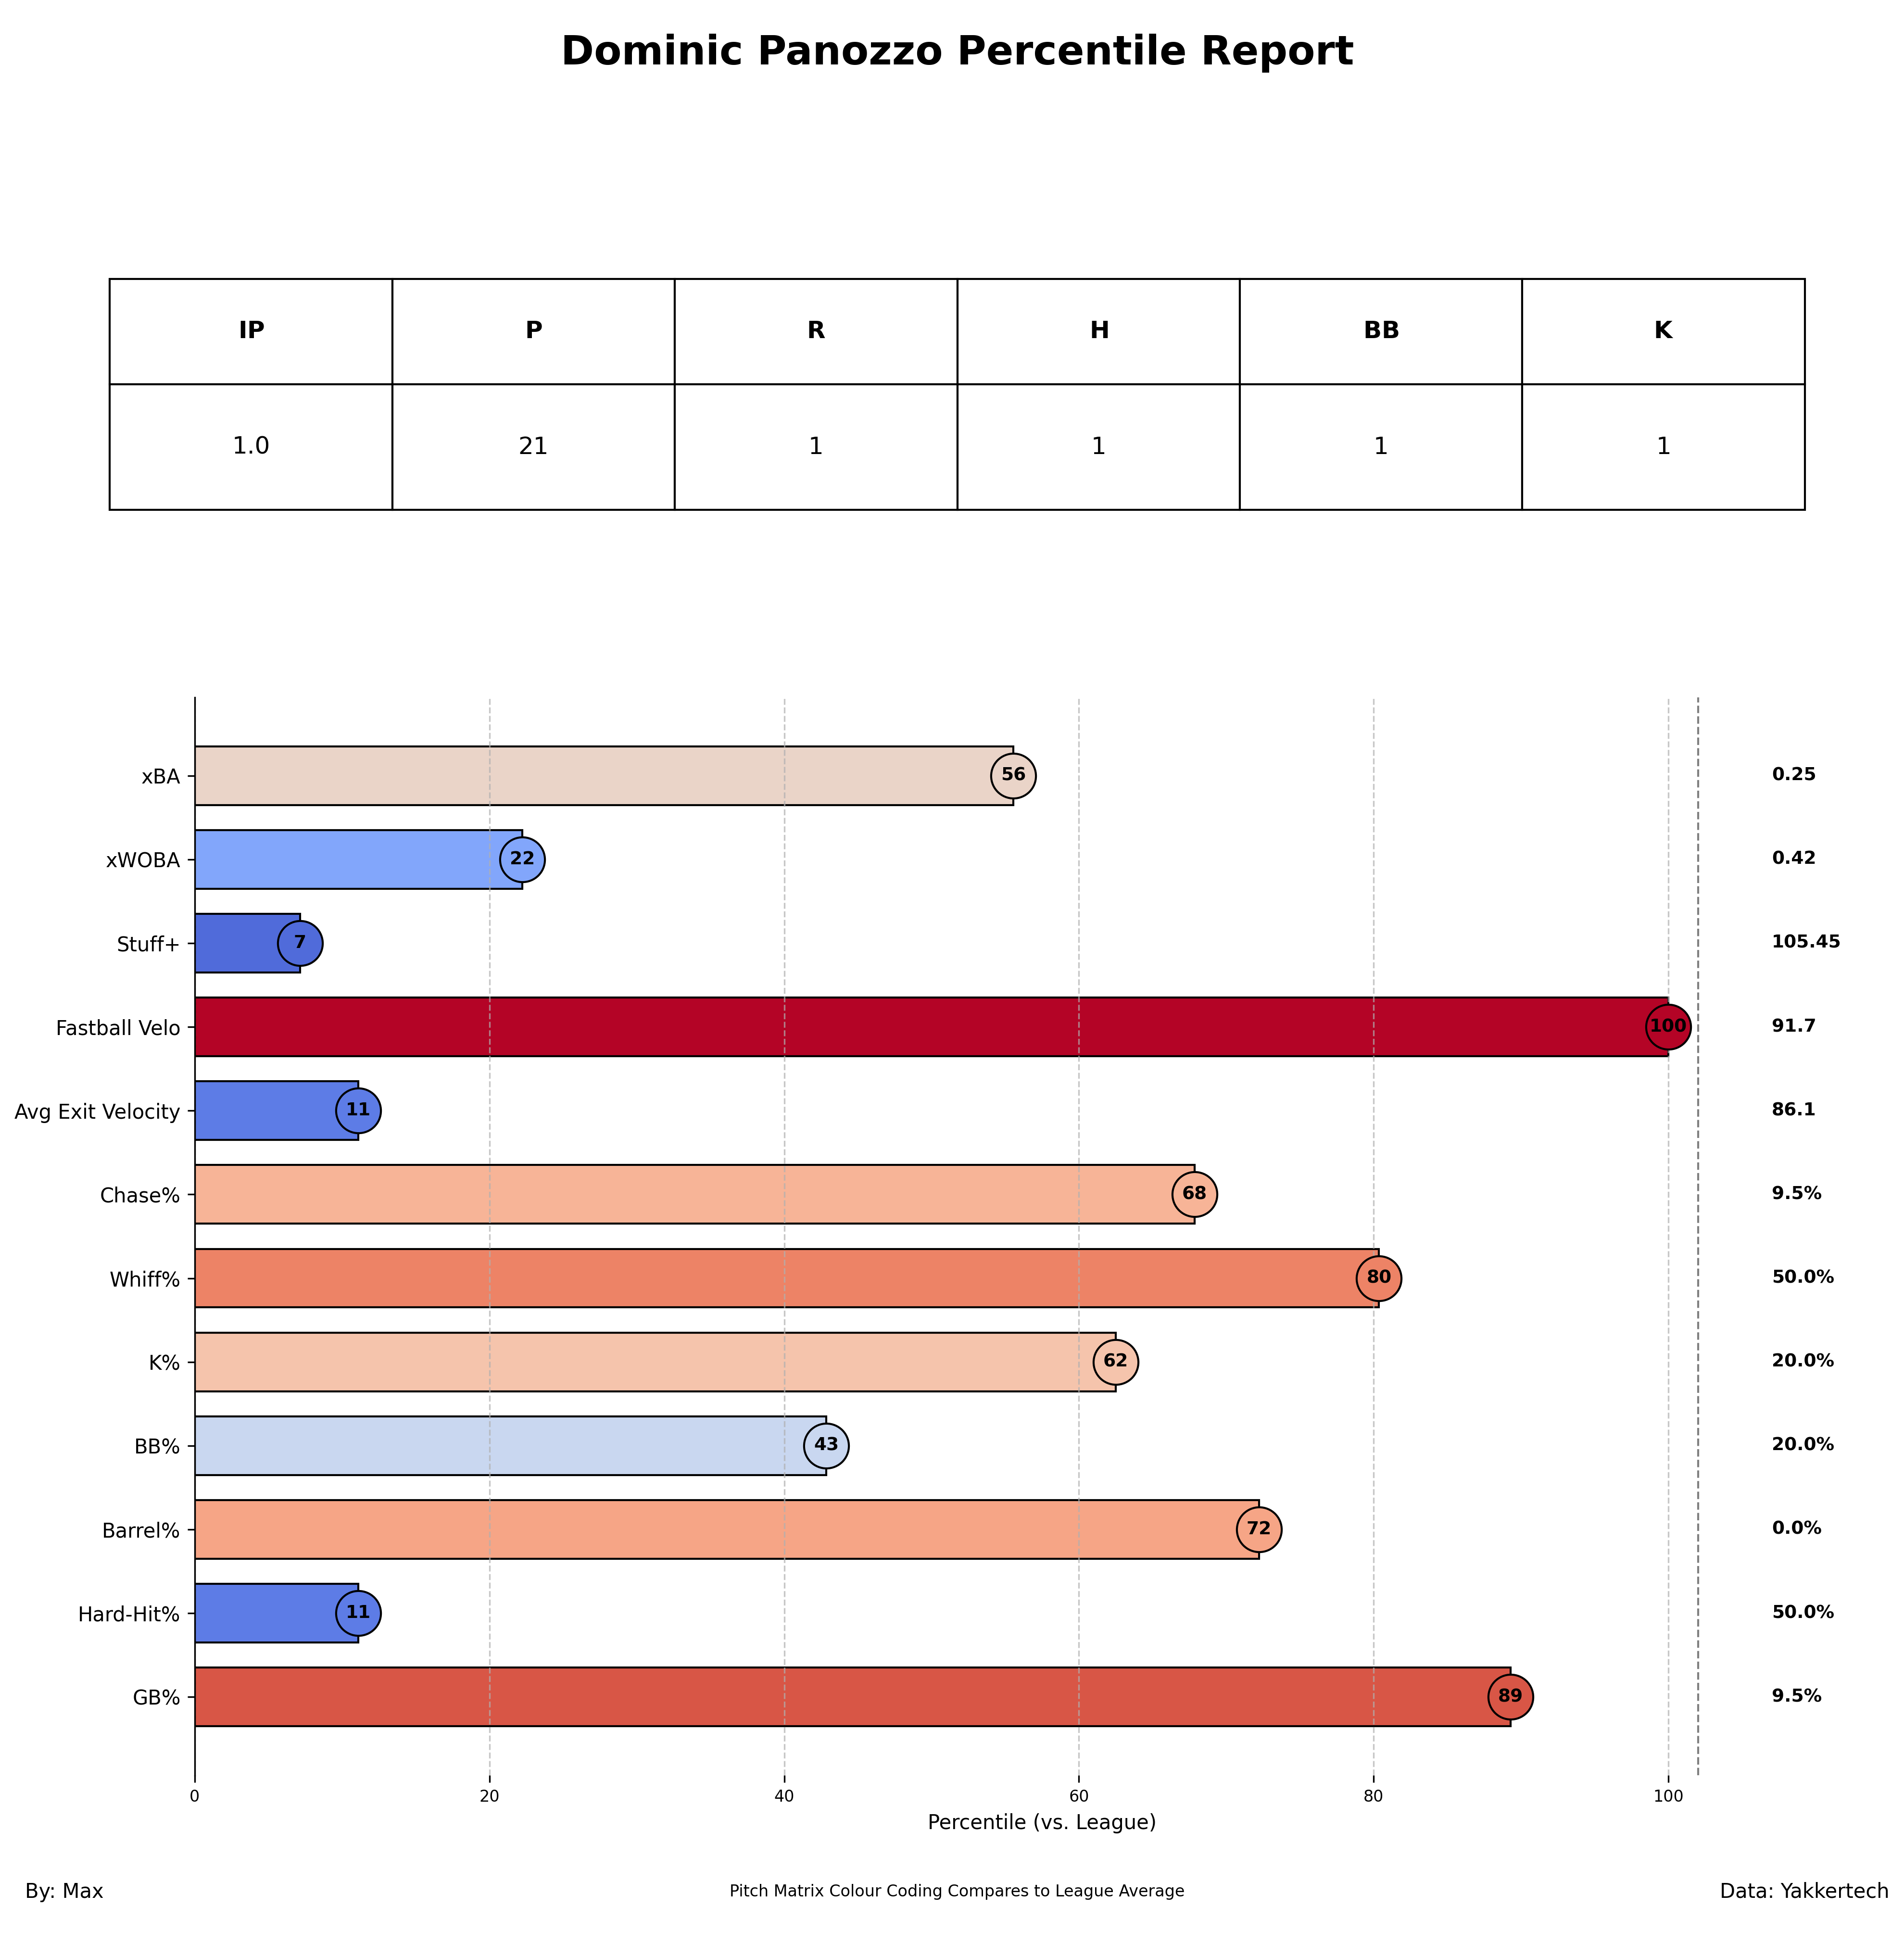 Dominic Panozzo Percentile Report
IP P R H BB K
1.0 21 1 1 1 1
xBA 56 0.25
xWOBA 22 0.42
Stuff+ 7 105.45
Fastball Velo 100 91.7
Avg Exit Velocity 11 86.1
Chase% 68 9.5%
Whiff% 80 50.0%
K% 62 20.0%
BB% 43 20.0%
Barrel% 72 0.0%
Hard-Hit% 11 50.0%
GB% 89 9.5%
0 20 40 60 80 100
Percentile (vs. League)
By: Max Pitch Matrix Colour Coding Compares to League Average Data: Yakkertech